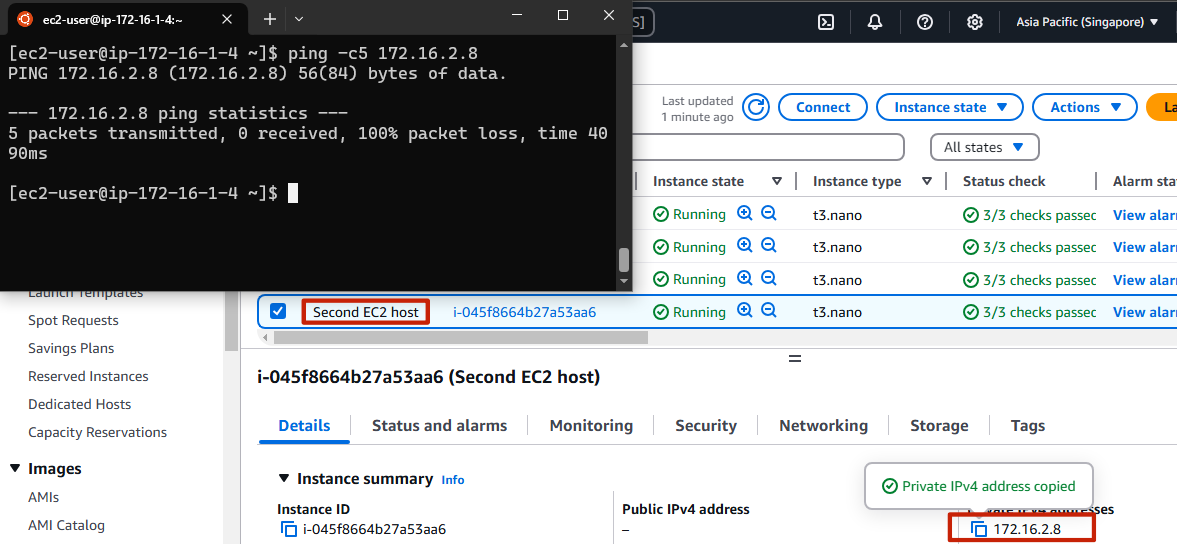 ec2-user@ip-172-16-1-4:~
[ec2-user@ip-172-16-1-4 ~]$ ping -c5 172.16.2.8
PING 172.16.2.8 (172.16.2.8) 56(84) bytes of data.
--- 172.16.2.8 ping statistics ---
5 packets transmitted, 0 received, 100% packet loss, time 40
90ms
[ec2-user@ip-172-16-1-4 ~]$
S]
Asia Pacific (Singapore)
Last updated
1 minute ago
Connect
Instance state
Actions
La
All states
Instance state
Instance type
Status check
Alarm sta
Running
t3.nano
3/3 checks passec
View alar
Running
t3.nano
3/3 checks passec
View alar
Running
t3.nano
3/3 checks passec
View alar
Second EC2 host
i-045f8664b27a53aa6
Running
t3.nano
3/3 checks passec
View alar
Launch Templates
Spot Requests
Savings Plans
Reserved Instances
Dedicated Hosts
Capacity Reservations
Images
AMIs
AMI Catalog
i-045f8664b27a53aa6 (Second EC2 host)
Details
Status and alarms
Monitoring
Security
Networking
Storage
Tags
Instance summary
Info
Private IPv4 address copied
Instance ID
i-045f8664b27a53aa6
Public IPv4 address
–
Private IPv4 addresses
172.16.2.8